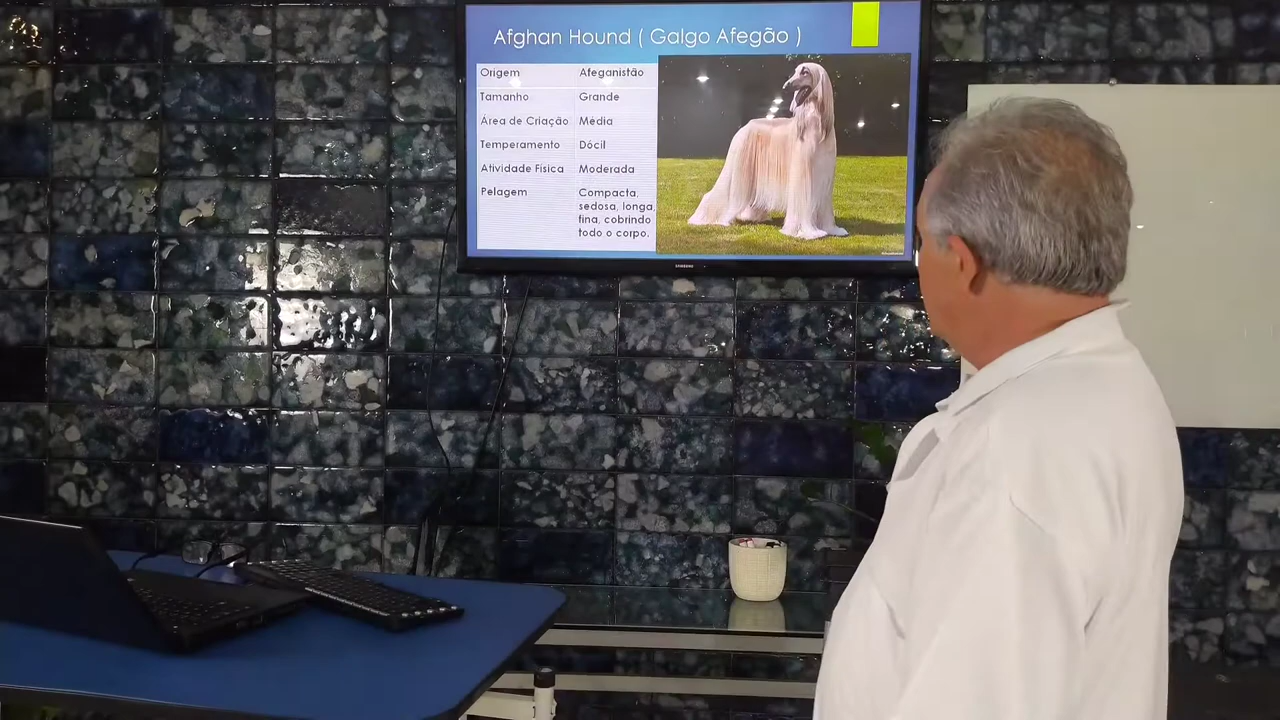 Afghan Hound ( Galgo Afegão )
Origem Afeganistão
Tamanho Grande
Área de Criação Média
Temperamento Dócil
Atividade Física Moderada
Pelagem Compacta,
sedosa, longa,
fina, cobrindo
todo o corpo.
SAMSUNG